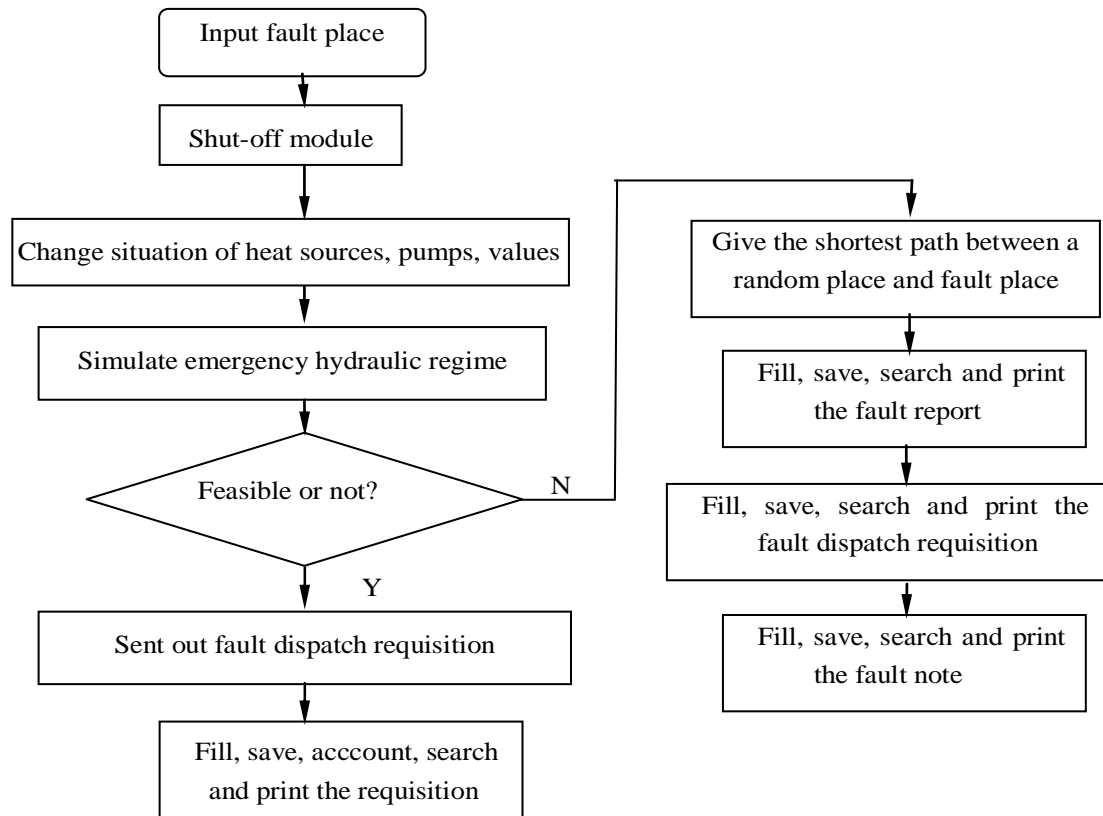 Input fault place
Shut-off module
Change situation of heat sources, pumps, values
Simulate emergency hydraulic regime
Feasible or not?
N
Y
Sent out fault dispatch requisition
Fill, save, acccount, search
and print the requisition
Give the shortest path between a
random place and fault place
Fill, save, search and print
the fault report
Fill, save, search and print the
fault dispatch requisition
Fill, save, search and print
the fault note